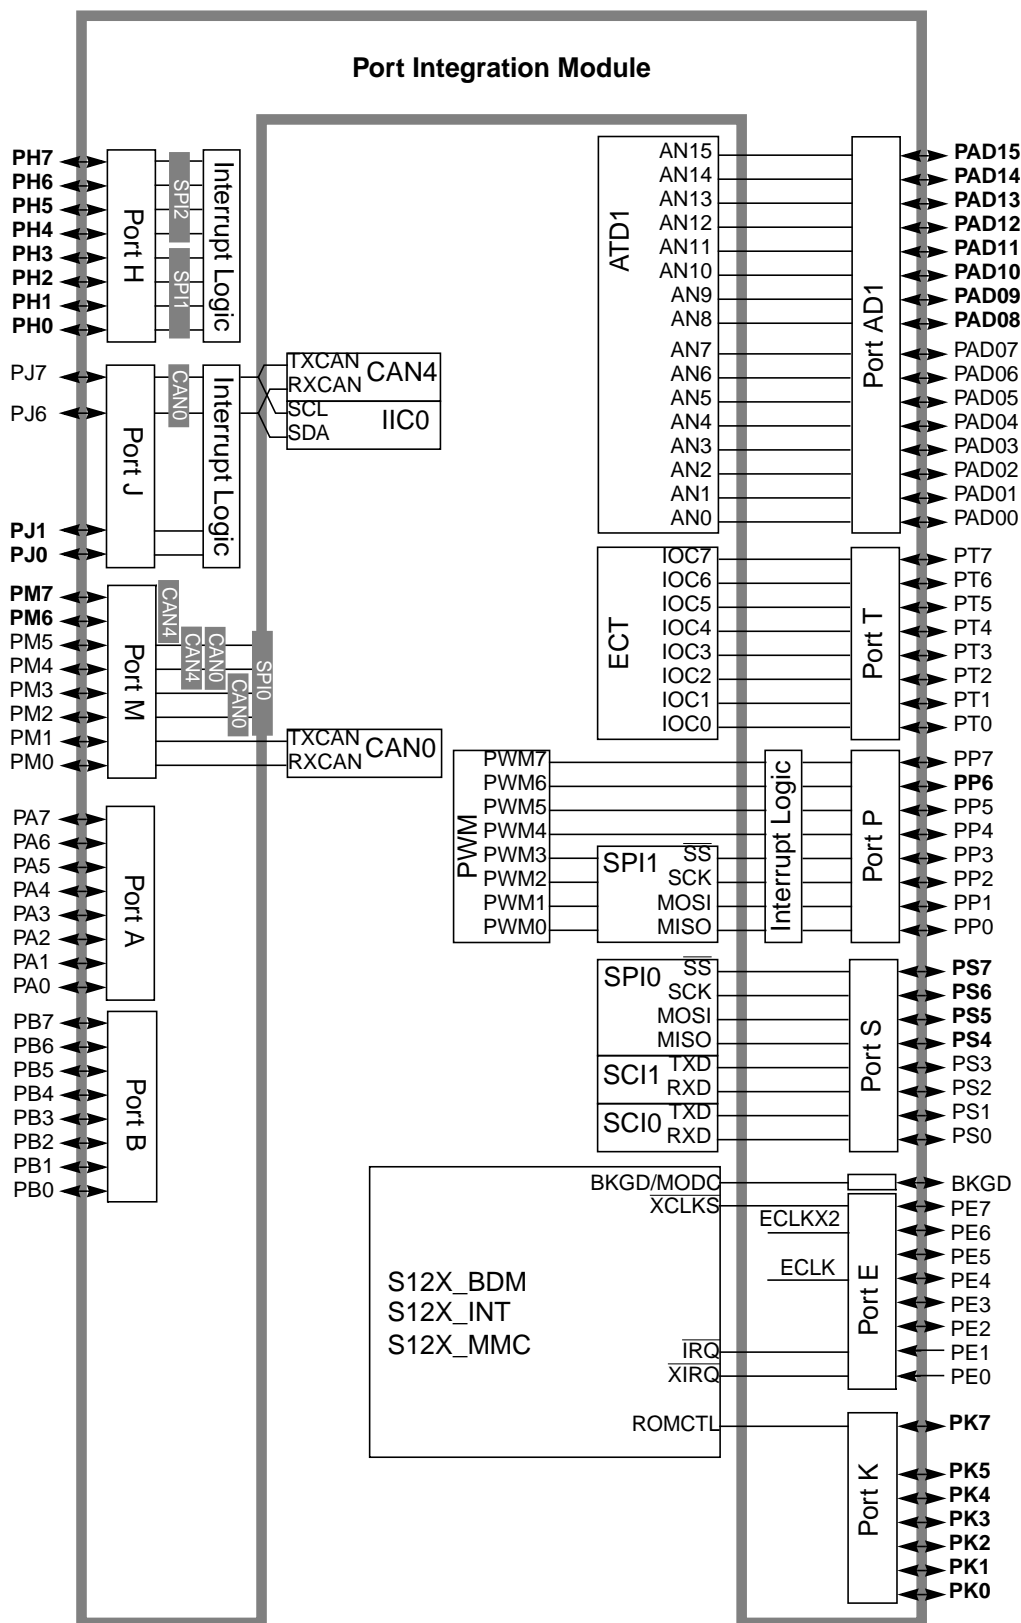 Port Integration Module
PH7
PH6
PH5
PH4
PH3
PH2
PH1
PH0
Port H
SPI2
SPI1
Interrupt Logic
PJ7
PJ6
PJ1
PJ0
Port J
CAN0
Interrupt Logic
TXCAN
RXCAN
CAN4
SCL
SDA
IIC0
PM7
PM6
PM5
PM4
PM3
PM2
PM1
PM0
Port M
CAN4
CAN4
CAN0
CAN0
SPI0
TXCAN
RXCAN
CAN0
PA7
PA6
PA5
PA4
PA3
PA2
PA1
PA0
Port A
PB7
PB6
PB5
PB4
PB3
PB2
PB1
PB0
Port B
ATD1
AN15
AN14
AN13
AN12
AN11
AN10
AN9
AN8
AN7
AN6
AN5
AN4
AN3
AN2
AN1
AN0
Port AD1
PAD15
PAD14
PAD13
PAD12
PAD11
PAD10
PAD09
PAD08
PAD07
PAD06
PAD05
PAD04
PAD03
PAD02
PAD01
PAD00
ECT
IOC7
IOC6
IOC5
IOC4
IOC3
IOC2
IOC1
IOC0
Port T
PT7
PT6
PT5
PT4
PT3
PT2
PT1
PT0
PWM
PWM7
PWM6
PWM5
PWM4
PWM3
PWM2
PWM1
PWM0
SPI1
SS
SCK
MOSI
MISO
Interrupt Logic
Port P
PP7
PP6
PP5
PP4
PP3
PP2
PP1
PP0
SPI0
SS
SCK
MOSI
MISO
SCI1
TXD
RXD
SCI0
TXD
RXD
Port S
PS7
PS6
PS5
PS4
PS3
PS2
PS1
PS0
S12X_BDM
S12X_INT
S12X_MMC
BKGD/MODC
XCLKS
ECLKX2
ECLK
IRQ
XIRQ
ROMCTL
BKGD
Port E
PE7
PE6
PE5
PE4
PE3
PE2
PE1
PE0
Port K
PK7
PK5
PK4
PK3
PK2
PK1
PK0